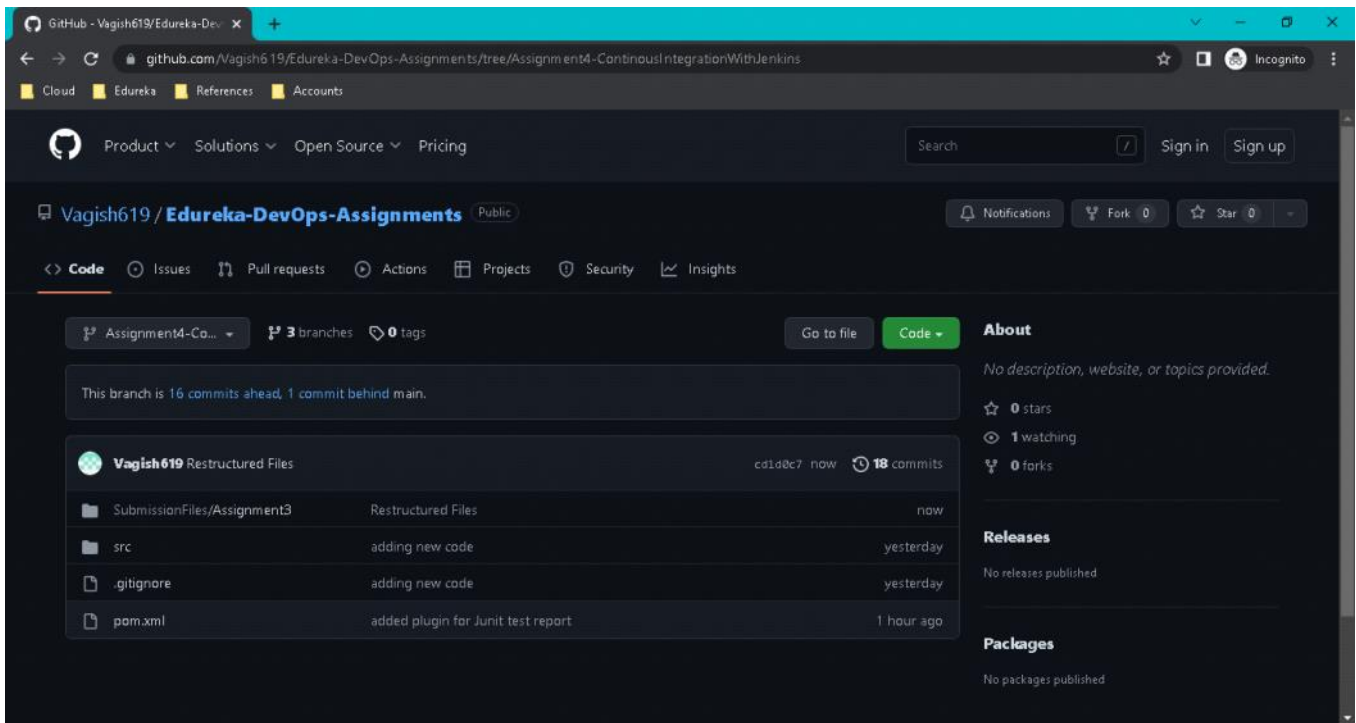 GitHub - Vagish619/Edureka-Dev
github.com/Vagish619/Edureka-DevOps-Assignments/tree/Assignment4-ContinousIntegrationWithJenkins
Incognito
Cloud Edureka References Accounts
Product Solutions Open Source Pricing Search / Sign in Sign up
Vagish619 / Edureka-DevOps-Assignments Public
Notifications Fork 0 Star 0
<> Code Issues Pull requests Actions Projects Security Insights
Assignment4-Co... 3 branches 0 tags Go to file Code
This branch is 16 commits ahead, 1 commit behind main.
Vagish619 Restructured Files cd1d0c7 now 18 commits
SubmissionFiles/Assignment3 Restructured Files now
src adding new code yesterday
.gitignore adding new code yesterday
pom.xml added plugin for Junit test report 1 hour ago
About
No description, website, or topics provided.
0 stars
1 watching
0 forks
Releases
No releases published
Packages
No packages published